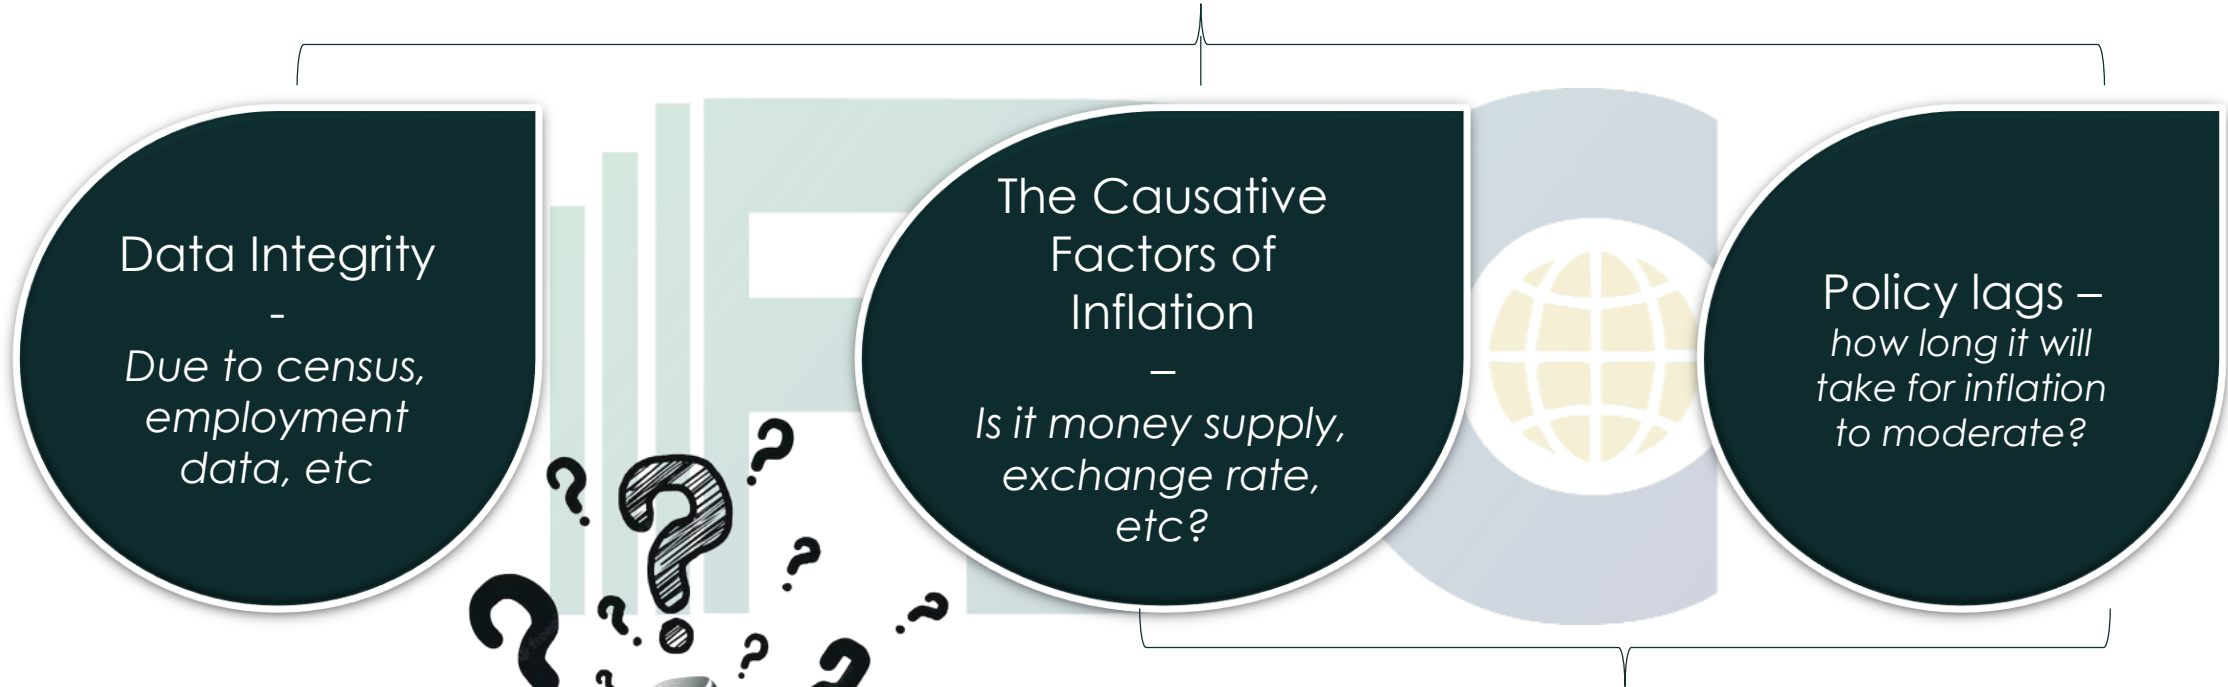 Data Integrity
-
Due to census,
employment
data, etc
The Causative
Factors of
Inflation
–
Is it money supply,
exchange rate,
etc?
Policy lags –
how long it will
take for inflation
to moderate?